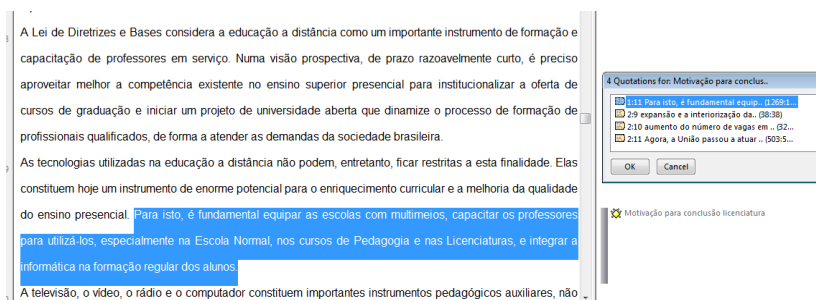 A Lei de Diretrizes e Bases considera a educação a distância como um importante instrumento de formação e
capacitação de professores em serviço. Numa visão prospectiva, de prazo razoavelmente curto, é preciso
aproveitar melhor a competência existente no ensino superior presencial para institucionalizar a oferta de
cursos de graduação e iniciar um projeto de universidade aberta que dinamize o processo de formação de
profissionais qualificados, de forma a atender as demandas da sociedade brasileira.
As tecnologias utilizadas na educação a distância não podem, entretanto, ficar restritas a esta finalidade. Elas
constituem hoje um instrumento de enorme potencial para o enriquecimento curricular e a melhoria da qualidade
do ensino presencial. Para isto, é fundamental equipar as escolas com multimeios, capacitar os professores
para utilizá-los, especialmente na Escola Normal, nos cursos de Pedagogia e nas Licenciaturas, e integrar a
informática na formação regular dos alunos.
A televisão, o vídeo, o rádio e o computador constituem importantes instrumentos pedagógicos auxiliares, não
4 Quotations for: Motivação para conclus..
1:11 Para isto, é fundamental equip.. (1269:1...
2:9 expansão e a interiorização da.. (38:38)
2:10 aumento do número de vagas em .. (32...
2:11 Agora, a União passou a atuar .. (503:5...
OK Cancel
Motivação para conclusão licenciatura